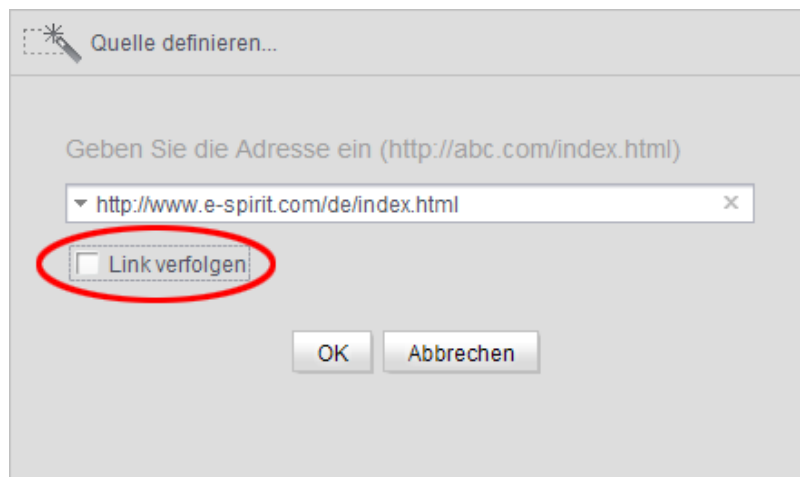 Quelle definieren...
Geben Sie die Adresse ein (http://abc.com/index.html)
http://www.e-spirit.com/de/index.html
Link verfolgen
OK Abbrechen